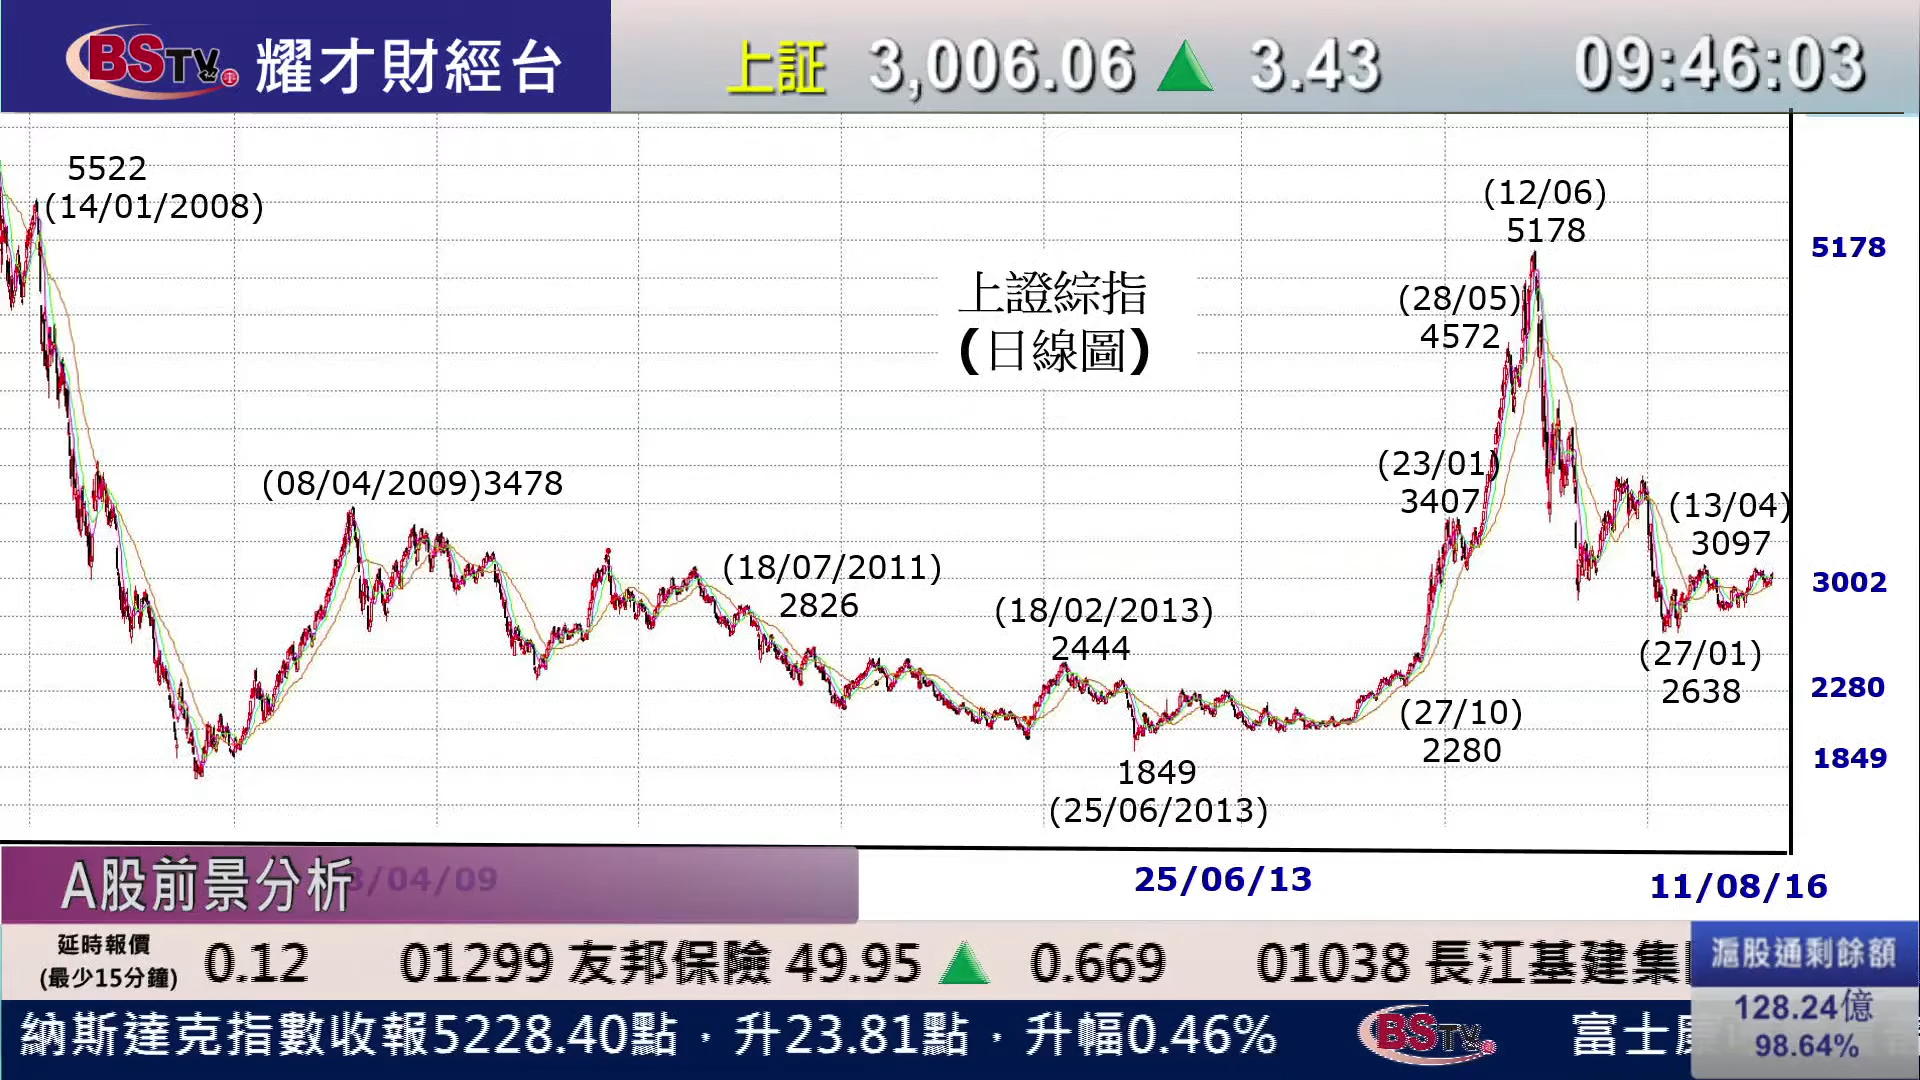 BSTV 耀才財經台
上証 3,006.06 ▲ 3.43
09:46:03
5522
(14/01/2008)
(12/06)
5178
5178
上證綜指
(日線圖)
(28/05)
4572
(08/04/2009)3478
(23/01)
3407
(13/04)
3097
(18/07/2011)
2826
3002
(18/02/2013)
2444
(27/01)
2638
2280
(27/10)
2280
1849
1849
(25/06/2013)
A股前景分析
/04/09
25/06/13
11/08/16
延時報價
(最少15分鐘)
0.12 01299 友邦保險 49.95 ▲ 0.669 01038 長江基建集
滬股通剩餘額
128.24億
98.64%
納斯達克指數收報5228.40點，升23.81點，升幅0.46% BSTV 富士康